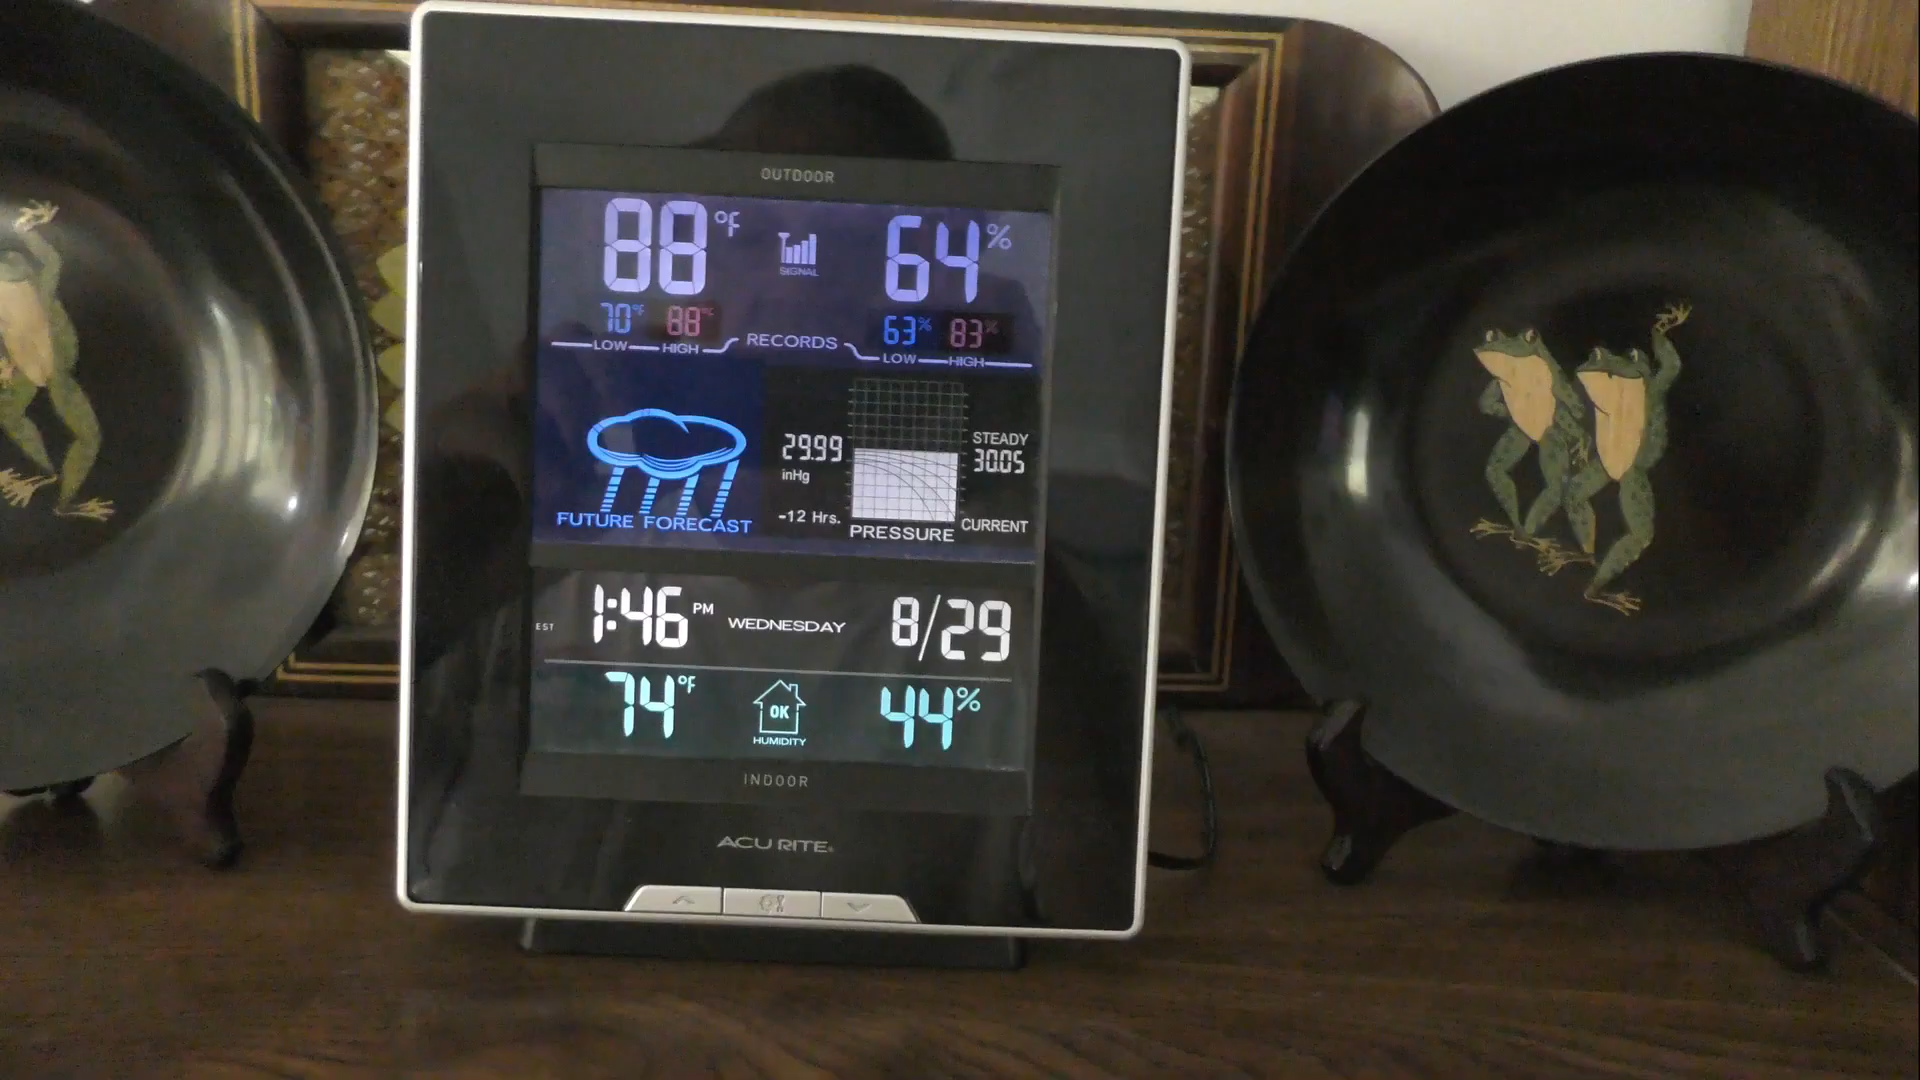 OUTDOOR
88°F SIGNAL 64%
70°F 88°F RECORDS 63% 83%
LOW HIGH LOW HIGH
29.99 inHg STEADY 30.05
-12 Hrs. PRESSURE CURRENT
FUTURE FORECAST
EST 1:46 PM WEDNESDAY 8/29
74°F OK 44%
HUMIDITY
INDOOR
ACURITE